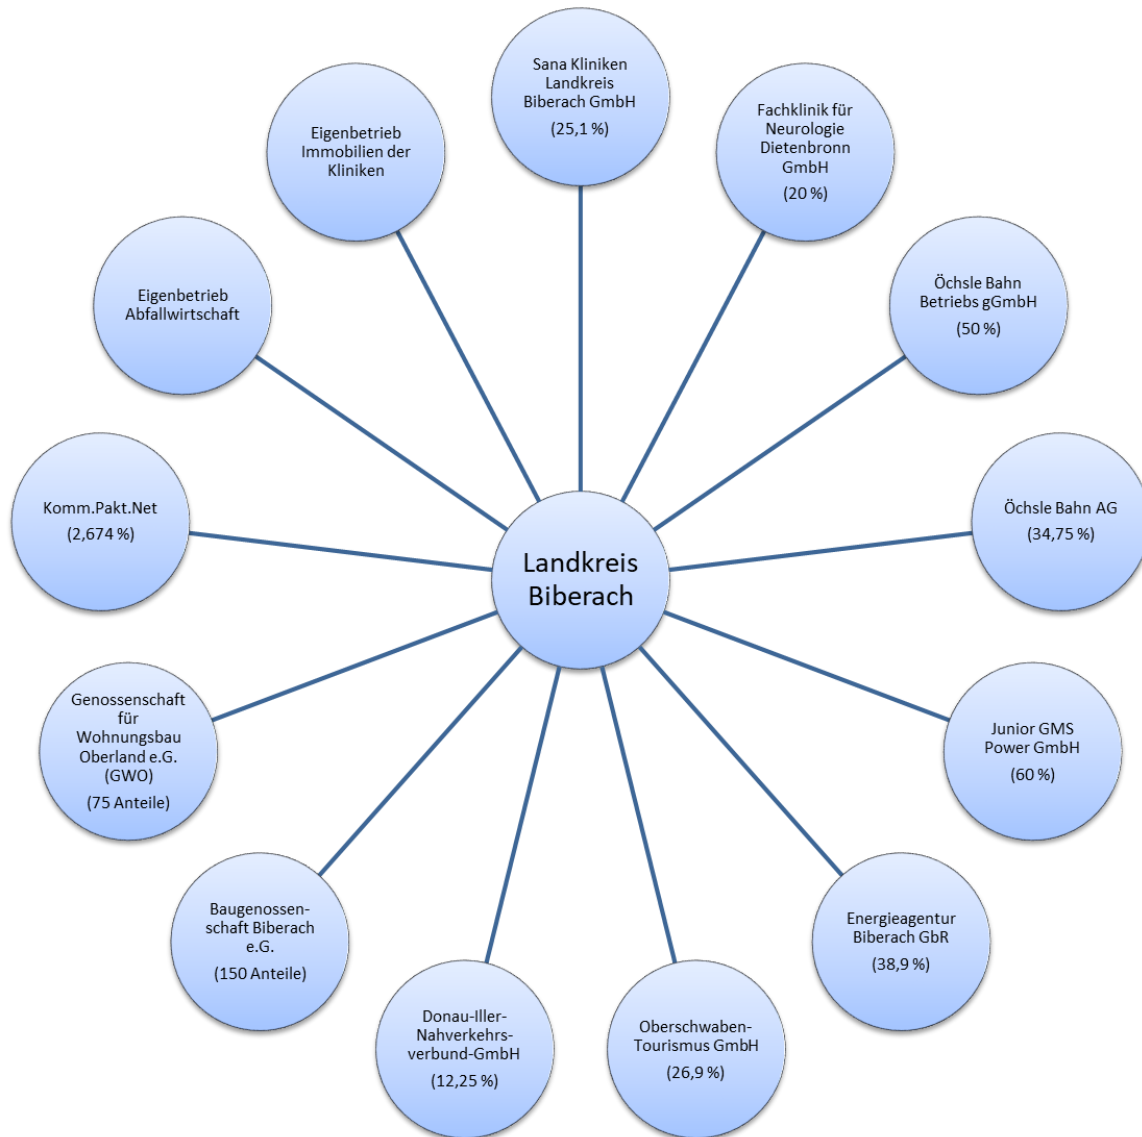 Sana Kliniken
Landkreis
Biberach GmbH
(25,1 %)
Fachklinik für
Neurologie
Dietenbronn
GmbH
(20 %)
Öchsle Bahn
Betriebs gGmbH
(50 %)
Öchsle Bahn AG
(34,75 %)
Junior GMS
Power GmbH
(60 %)
Energieagentur
Biberach GbR
(38,9 %)
Oberschwaben-
Tourismus GmbH
(26,9 %)
Donau-Iller-
Nahverkehrs-
verbund-GmbH
(12,25 %)
Baugenossen-
schaft Biberach
e.G.
(150 Anteile)
Genossenschaft
für
Wohnungsbau
Oberland e.G.
(GWO)
(75 Anteile)
Komm.Pakt.Net
(2,674 %)
Eigenbetrieb
Abfallwirtschaft
Eigenbetrieb
Immobilien der
Kliniken
Landkreis
Biberach